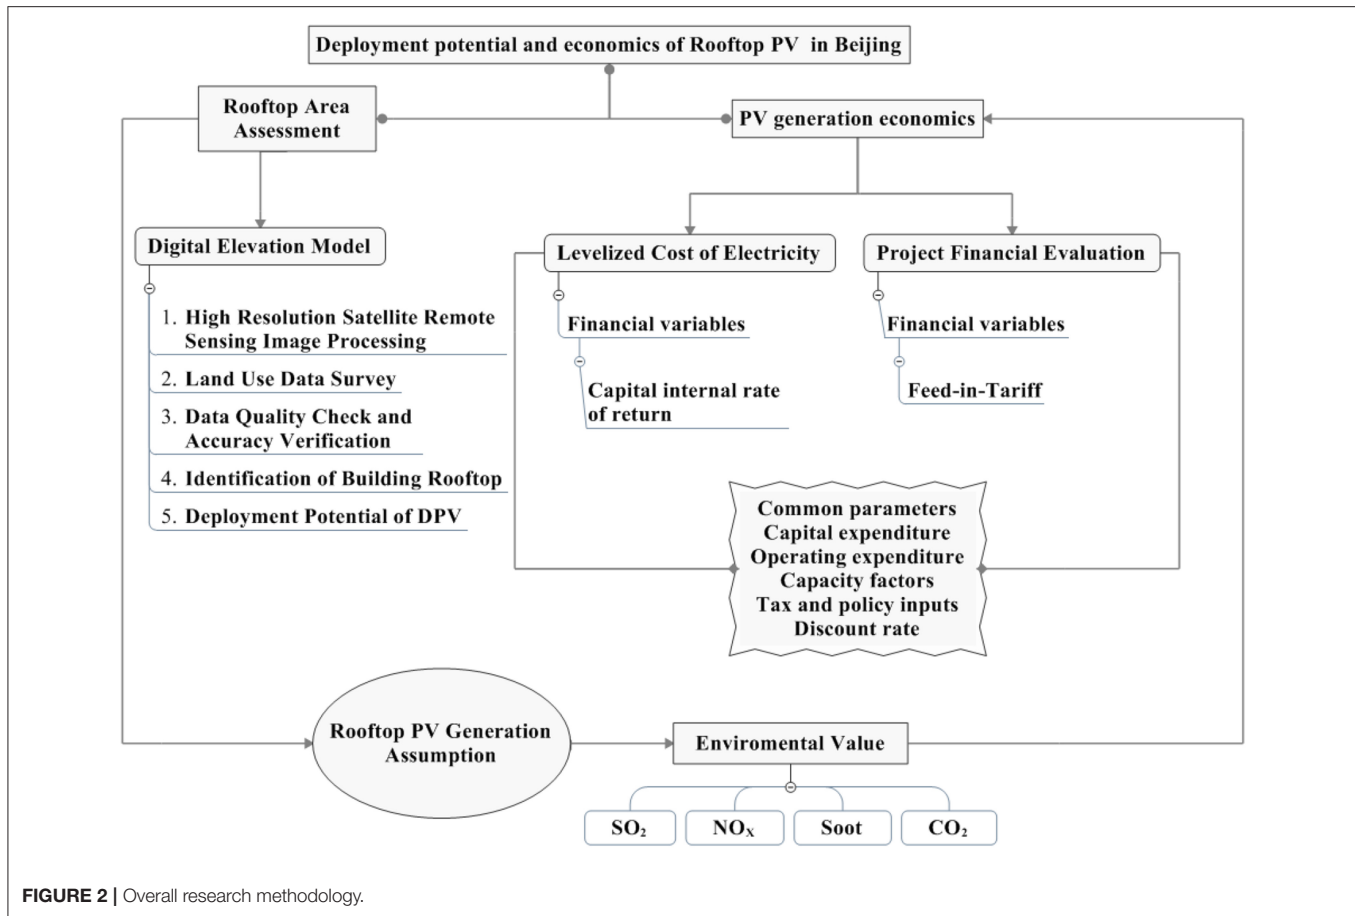 Deployment potential and economics of Rooftop PV in Beijing
Rooftop Area
Assessment
PV generation economics
Digital Elevation Model
1. High Resolution Satellite Remote
Sensing Image Processing
2. Land Use Data Survey
3. Data Quality Check and
Accuracy Verification
4. Identification of Building Rooftop
5. Deployment Potential of DPV
Levelized Cost of Electricity
Financial variables
Capital internal rate
of return
Project Financial Evaluation
Financial variables
Feed-in-Tariff
Common parameters
Capital expenditure
Operating expenditure
Capacity factors
Tax and policy inputs
Discount rate
Rooftop PV Generation
Assumption
Enviromental Value
SO₂
NOₓ
Soot
CO₂
FIGURE 2 | Overall research methodology.